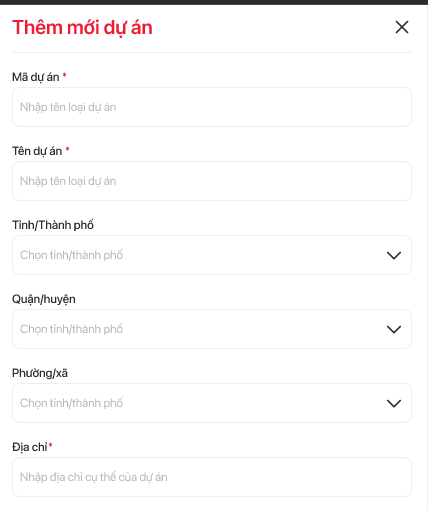 Thêm mới dự án
Mã dự án *
Nhập tên loại dự án
Tên dự án *
Nhập tên loại dự án
Tỉnh/Thành phố
Chọn tỉnh/thành phố
Quận/huyện
Chọn tỉnh/thành phố
Phường/xã
Chọn tỉnh/thành phố
Địa chỉ*
Nhập địa chỉ cụ thể của dự án